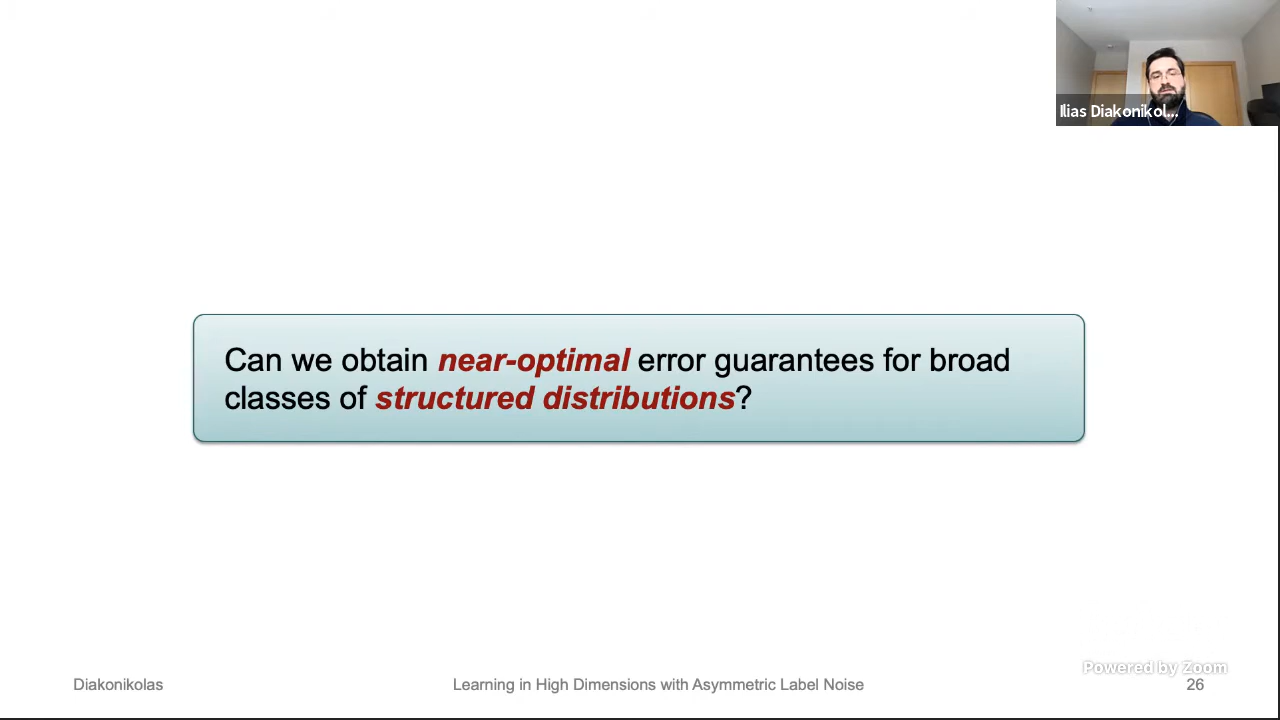 Ilias Diakonikol...
Can we obtain near-optimal error guarantees for broad
classes of structured distributions?
Powered by Zoom
Diakonikolas
Learning in High Dimensions with Asymmetric Label Noise
26